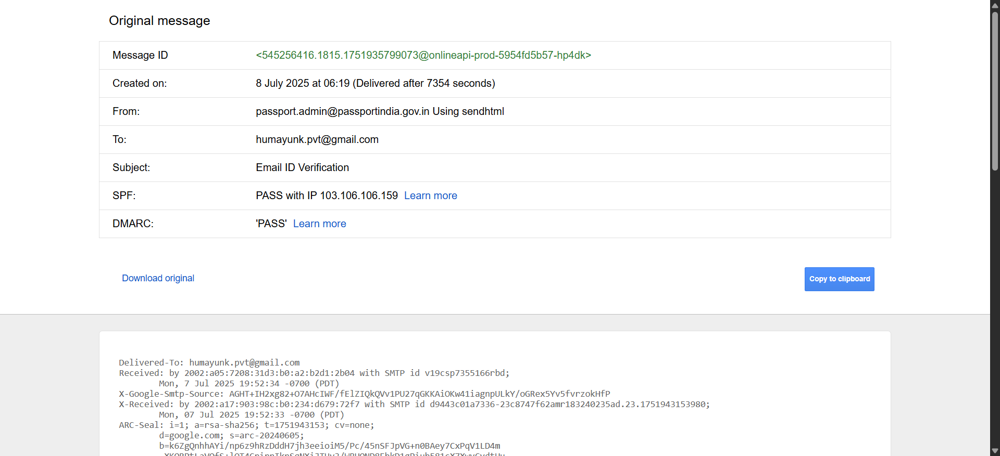 Original message
Message ID <545256416.1815.1751935799073@onlineapi-prod-5954fd5b57-hp4dk>
Created on: 8 July 2025 at 06:19 (Delivered after 7354 seconds)
From: passport.admin@passportindia.gov.in Using sendhtml
To: humayunk.pvt@gmail.com
Subject: Email ID Verification
SPF: PASS with IP 103.106.106.159 Learn more
DMARC: 'PASS' Learn more
Download original
Copy to clipboard
Delivered-To: humayunk.pvt@gmail.com
Received: by 2002:a05:7208:31d3:b0:a2:b2d1:2b04 with SMTP id v19csp7355166rbd;
Mon, 7 Jul 2025 19:52:34 -0700 (PDT)
X-Google-Smtp-Source: AGHT+IH2xg82+O7AHcIWF/fElZIQkQVv1PU27qGKKAiOKw41iagnpULkY/oGRex5Yv5fvrzokHfP
X-Received: by 2002:a17:903:98c:b0:234:d679:72f7 with SMTP id d9443c01a7336-23c8747f62amr183240235ad.23.1751943153980;
Mon, 07 Jul 2025 19:52:33 -0700 (PDT)
ARC-Seal: i=1; a=rsa-sha256; t=1751943153; cv=none;
d=google.com; s=arc-20240605;
b=k6ZgQnhhAYi/np6z9hRzDddH7jh3eeioiM5/Pc/45nSFJpVG+n0BAey7CxPqV1LD4m